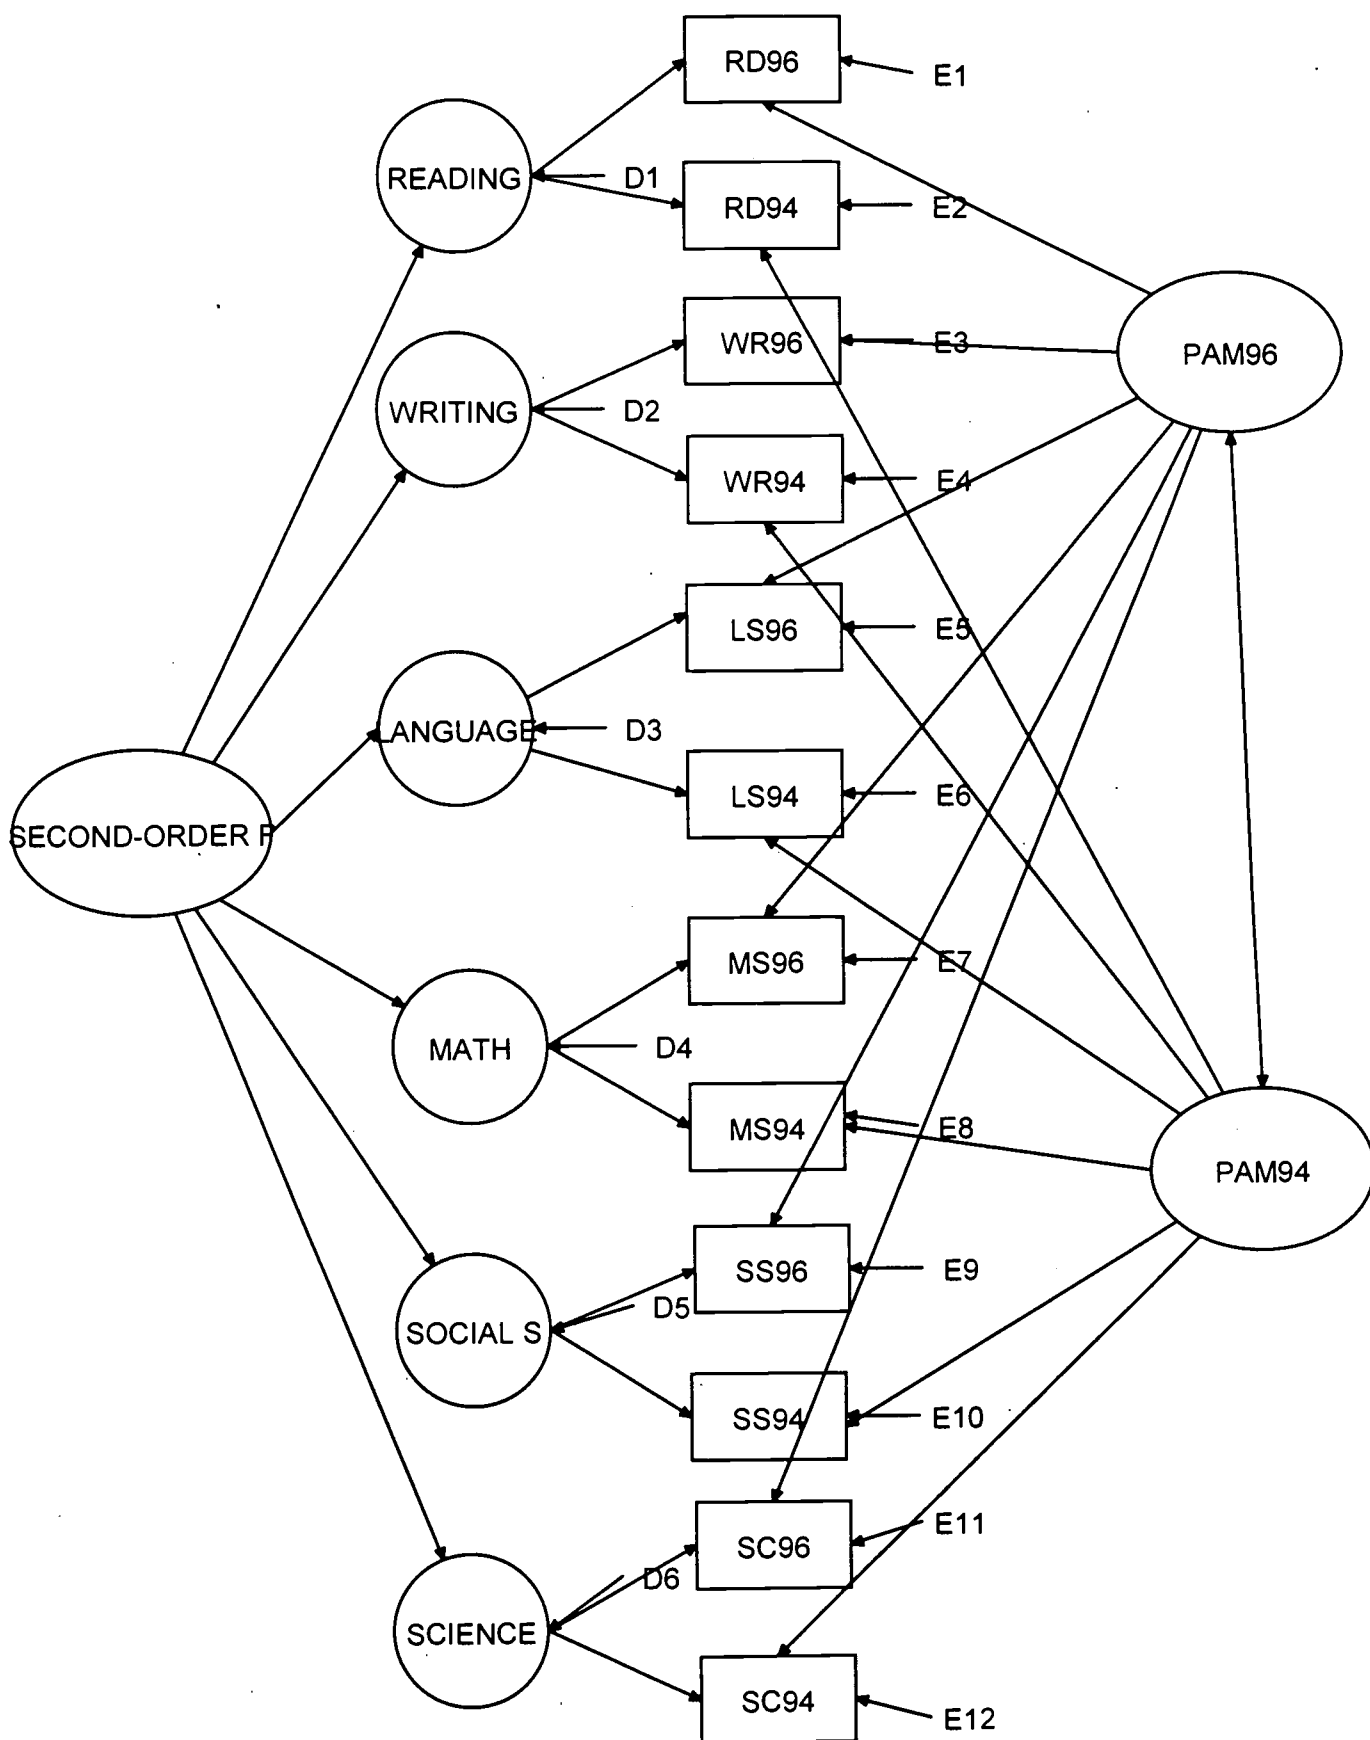 RD96
E1
READING
D1
RD94
E2
WR96
E3
PAM96
WRITING
D2
WR94
E4
LS96
E5
LANGUAGE
D3
LS94
E6
SECOND-ORDER F
MS96
E7
MATH
D4
MS94
E8
PAM94
SS96
E9
D5
SOCIAL S
SS94
E10
SC96
E11
D6
SCIENCE
SC94
E12